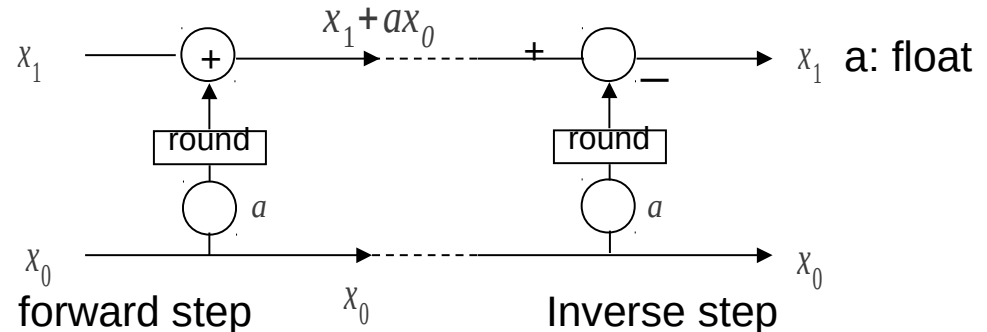 x1 + x1+ax0 + − x1 a: float
round round
a a
x0 x0 x0
forward step Inverse step